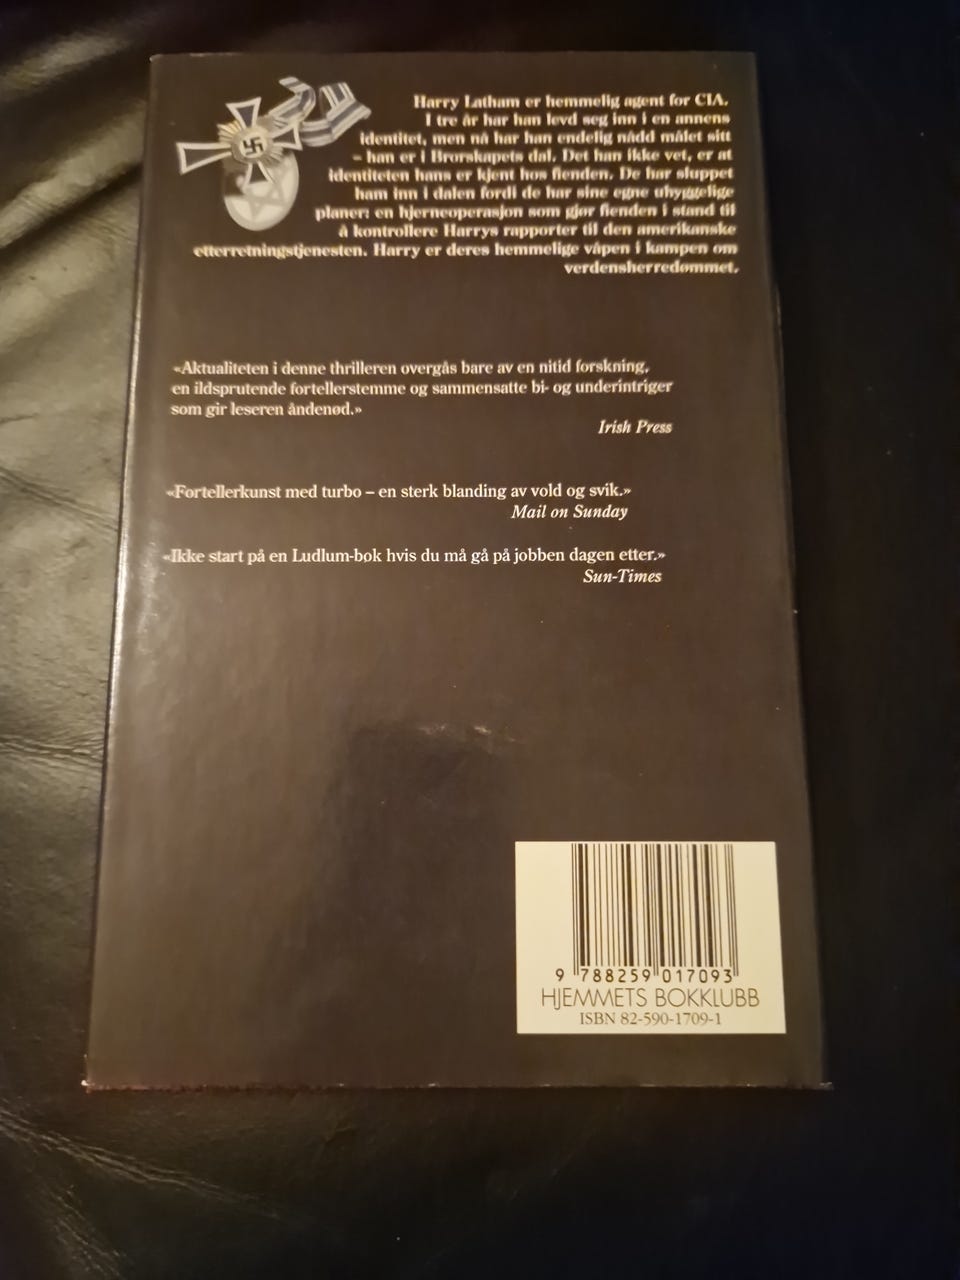 Harry Latham er hemmelig agent for CIA.
I tre år har han levd seg inn i en annens
identitet, men nå har han endelig nådd målet sitt
– han er i Brorskapets dal. Det han ikke vet, er at
identiteten hans er kjent hos fienden. De har sluppet
ham inn i dalen fordi de har sine egne uhyggelige
planer: en hjerneoperasjon som gjør fienden i stand til
å kontrollere Harrys rapporter til den amerikanske
etterretningstjenesten. Harry er deres hemmelige våpen i kampen om
verdensherredømmet.
«Aktualiteten i denne thrilleren overgås bare av en nitid forskning,
en ildsprutende fortellerstemme og sammensatte bi- og underintriger
som gir leseren åndenød.»
Irish Press
«Fortellerkunst med turbo – en sterk blanding av vold og svik.»
Mail on Sunday
«Ikke start på en Ludlum-bok hvis du må gå på jobben dagen etter.»
Sun-Times
9 788259 017093
HJEMMETS BOKKLUBB
ISBN 82-590-1709-1